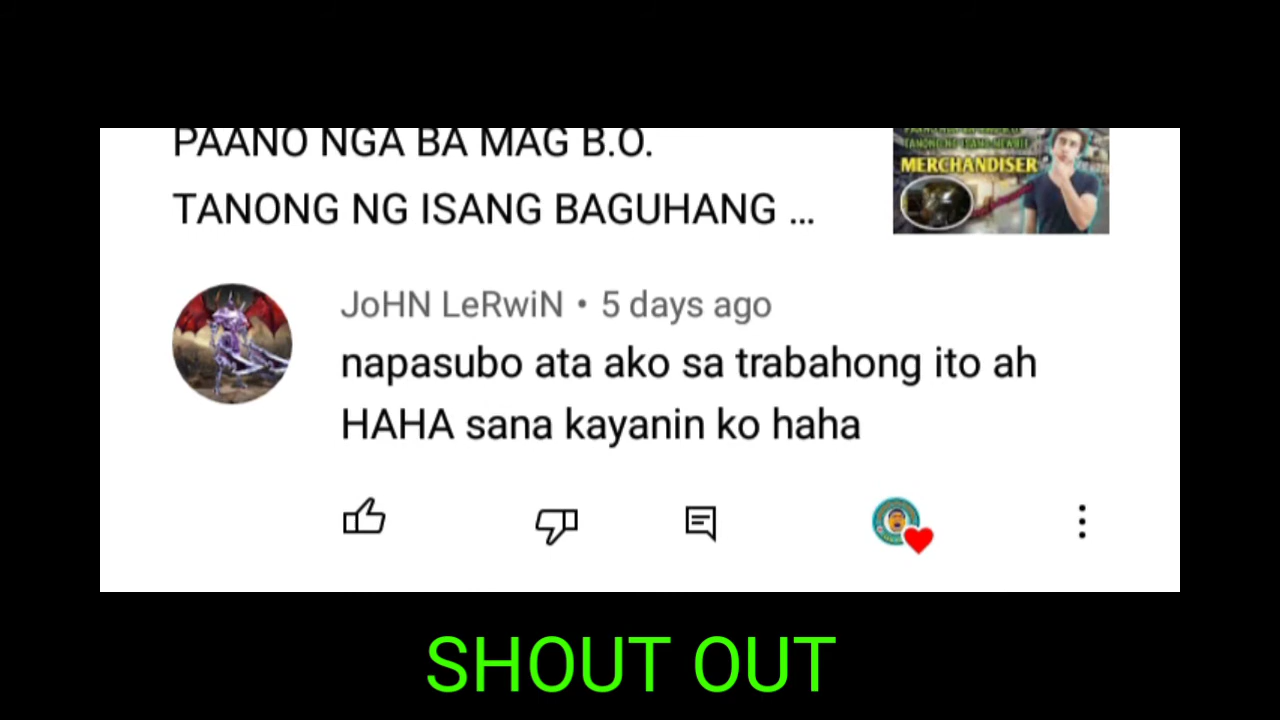 PAANO NGA BA MAG B.O.
TANONG NG ISANG BAGUHANG ...
MERCHANDISER
JoHN LeRwiN • 5 days ago
napasubo ata ako sa trabahong ito ah
HAHA sana kayanin ko haha
SHOUT OUT